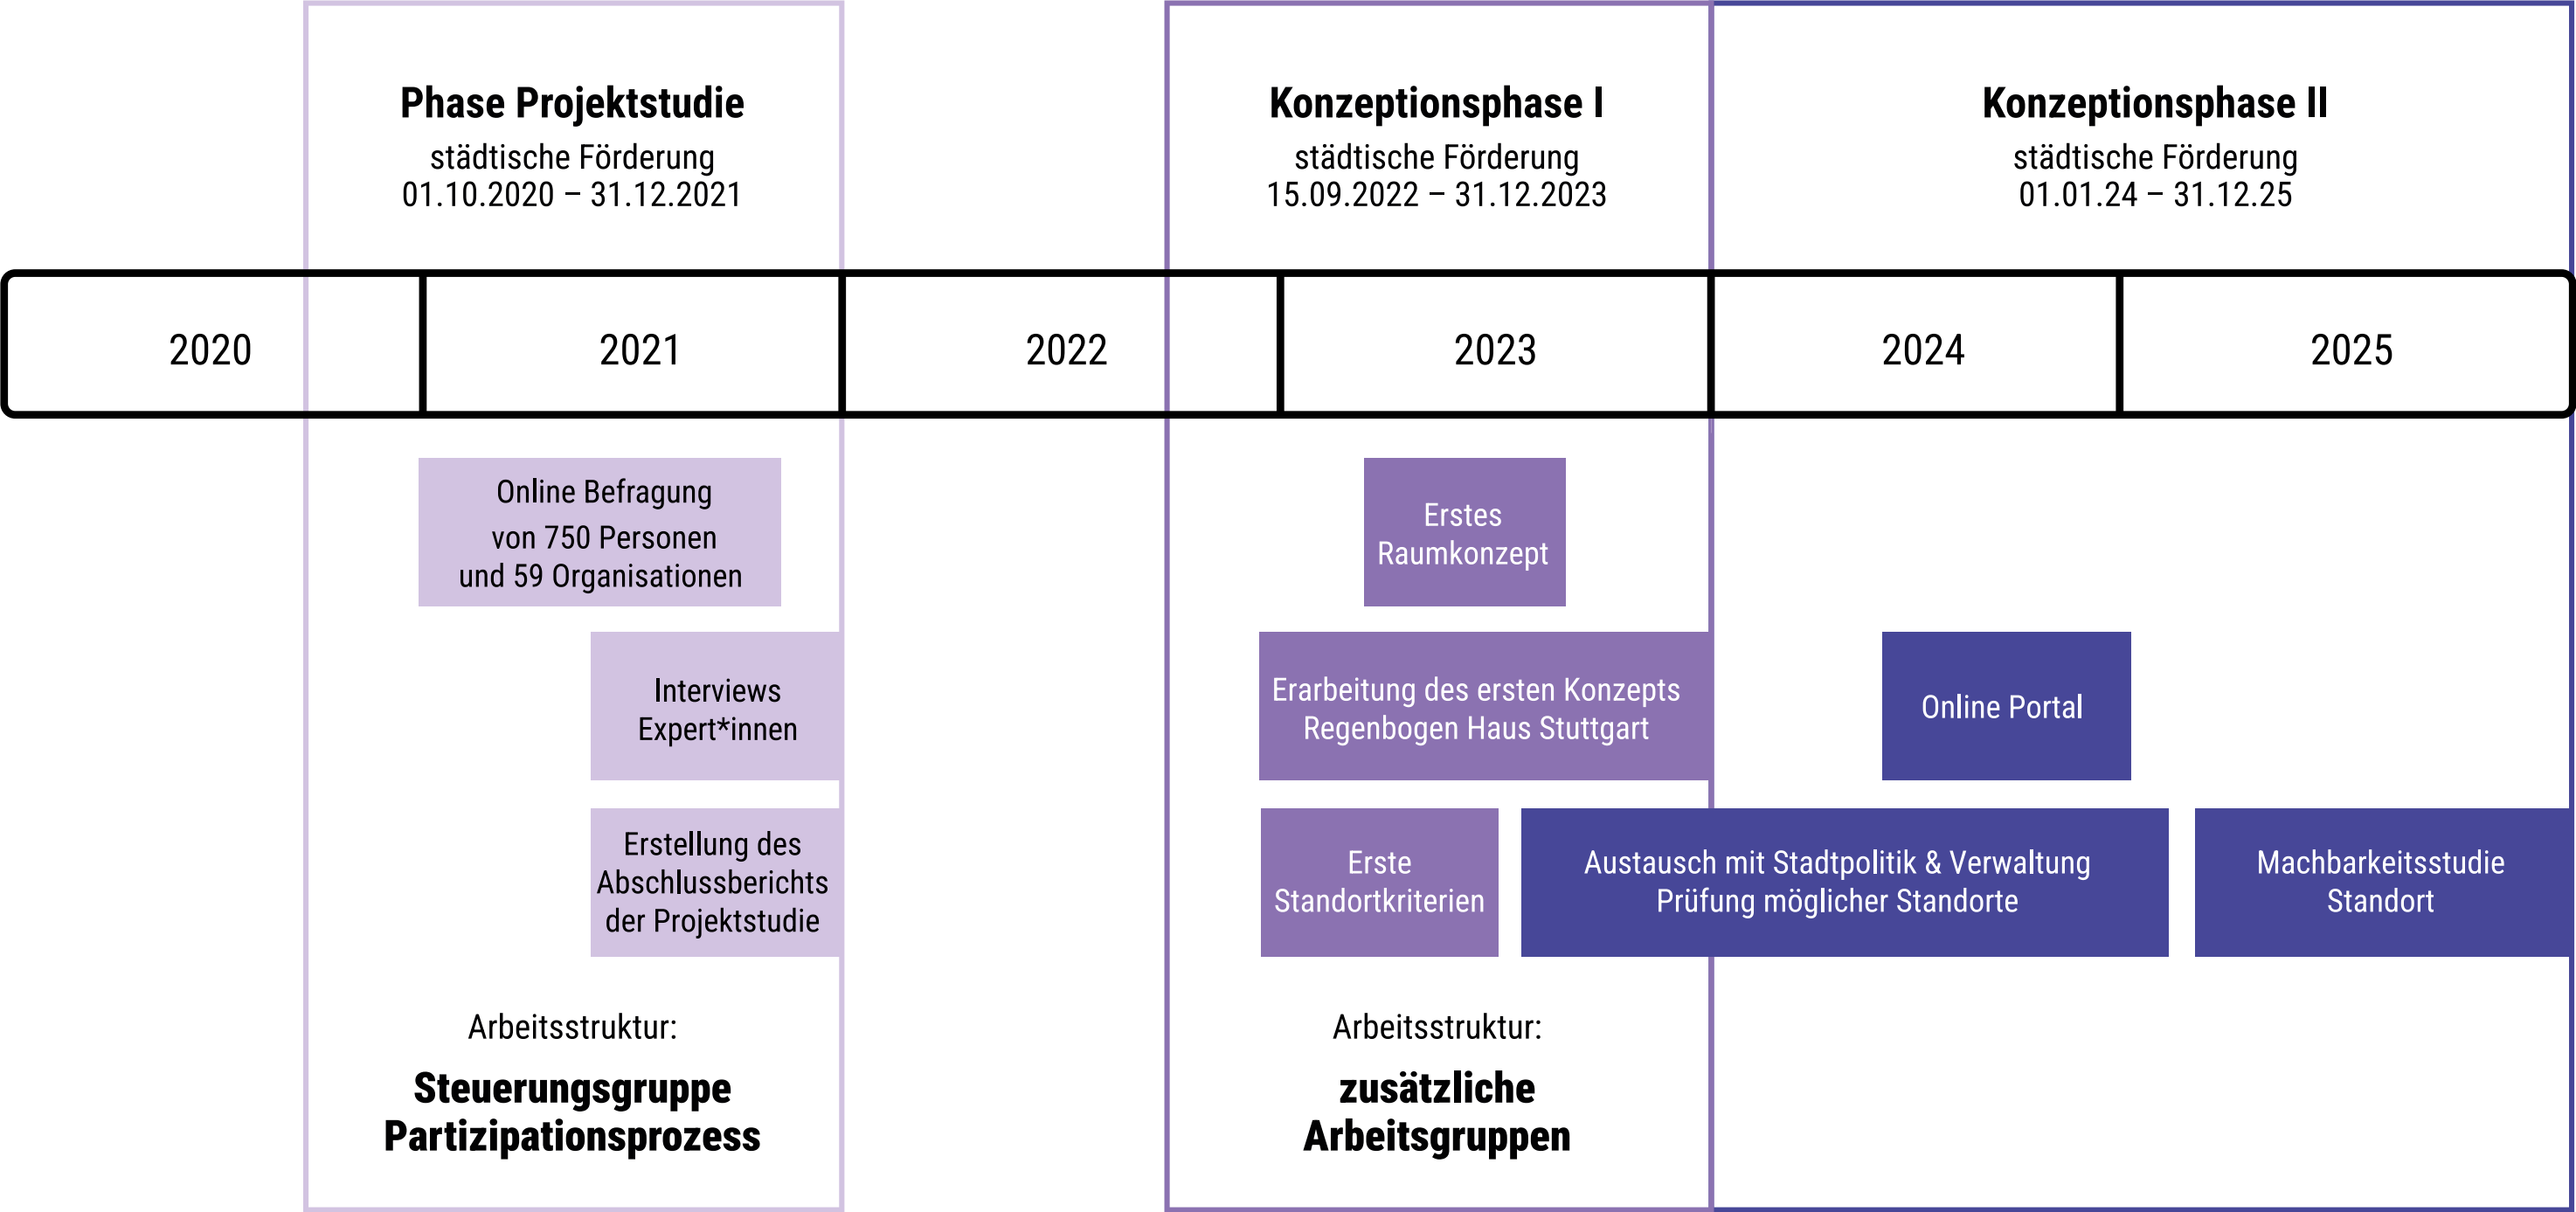 Phase Projektstudie
städtische Förderung
01.10.2020 – 31.12.2021
Konzeptionsphase I
städtische Förderung
15.09.2022 – 31.12.2023
Konzeptionsphase II
städtische Förderung
01.01.24 – 31.12.25
2020
2021
2022
2023
2024
2025
Online Befragung
von 750 Personen
und 59 Organisationen
Erstes
Raumkonzept
Interviews
Expert*innen
Erarbeitung des ersten Konzepts
Regenbogen Haus Stuttgart
Online Portal
Erstellung des
Abschlussberichts
der Projektstudie
Erste
Standortkriterien
Austausch mit Stadtpolitik & Verwaltung
Prüfung möglicher Standorte
Machbarkeitsstudie
Standort
Arbeitsstruktur:
Steuerungsgruppe
Partizipationsprozess
Arbeitsstruktur:
zusätzliche
Arbeitsgruppen